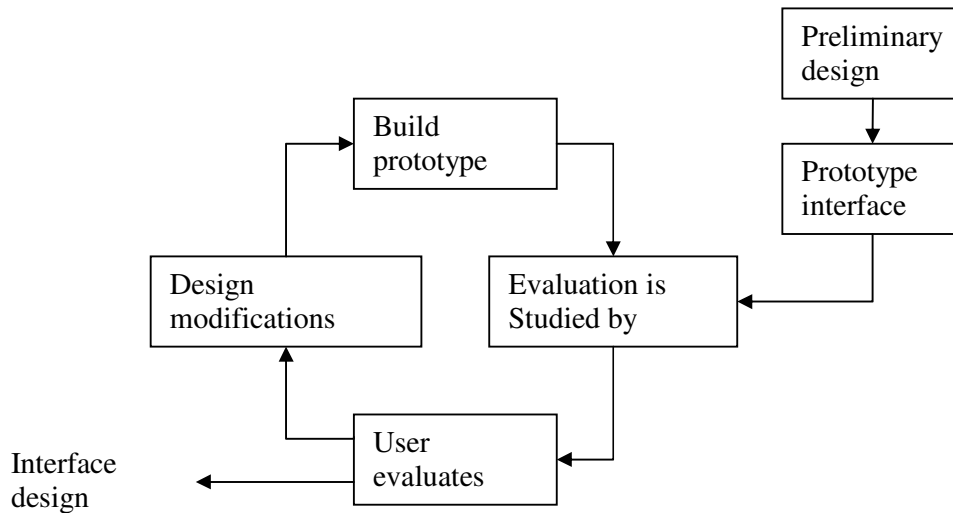 Preliminary
design
Build
prototype
Prototype
interface
Design
modifications
Evaluation is
Studied by
User
evaluates
Interface
design